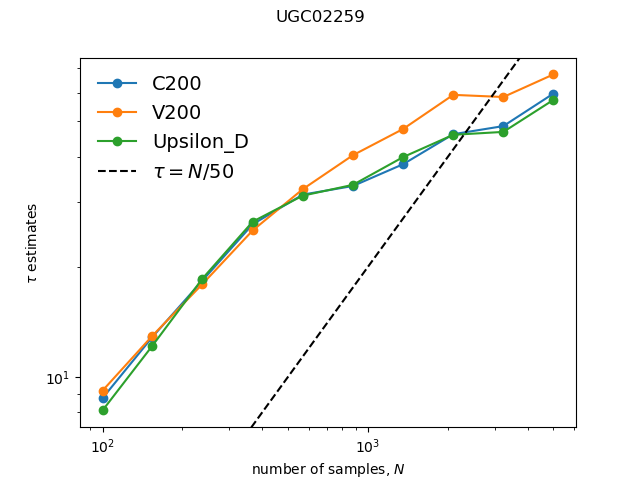 UGC02259
C200
V200
Upsilon_D
τ = N/50
τ estimates
10¹
10² 10³
number of samples, N